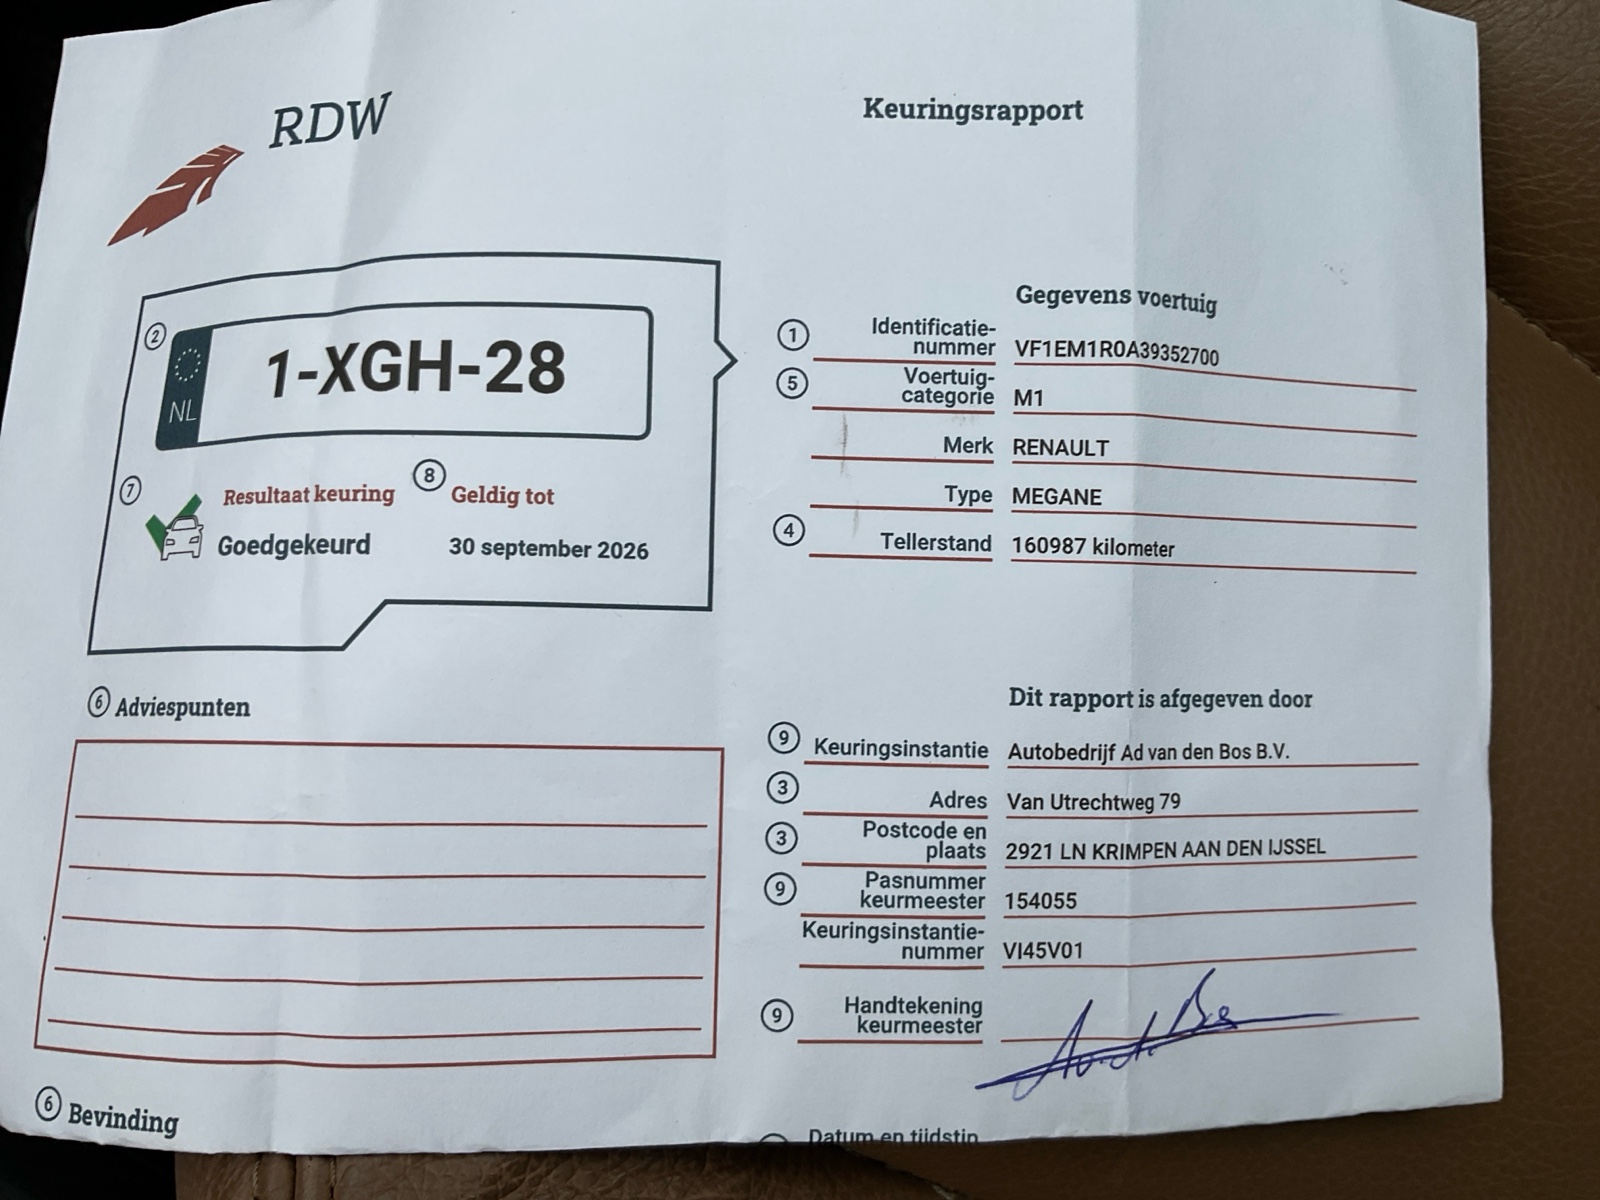 RDW
Keuringsrapport
2
NL
1-XGH-28
7
Resultaat keuring
Goedgekeurd
8
Geldig tot
30 september 2026
Gegevens voertuig
1 Identificatie-
nummer VF1EM1R0A39352700
5 Voertuig-
categorie M1
Merk RENAULT
Type MEGANE
4 Tellerstand 160987 kilometer
6 Adviespunten
Dit rapport is afgegeven door
9 Keuringsinstantie Autobedrijf Ad van den Bos B.V.
3 Adres Van Utrechtweg 79
3 Postcode en
plaats 2921 LN KRIMPEN AAN DEN IJSSEL
9 Pasnummer
keurmeester 154055
Keuringsinstantie-
nummer VI45V01
9 Handtekening
keurmeester
6 Bevinding
Datum en tijdstip